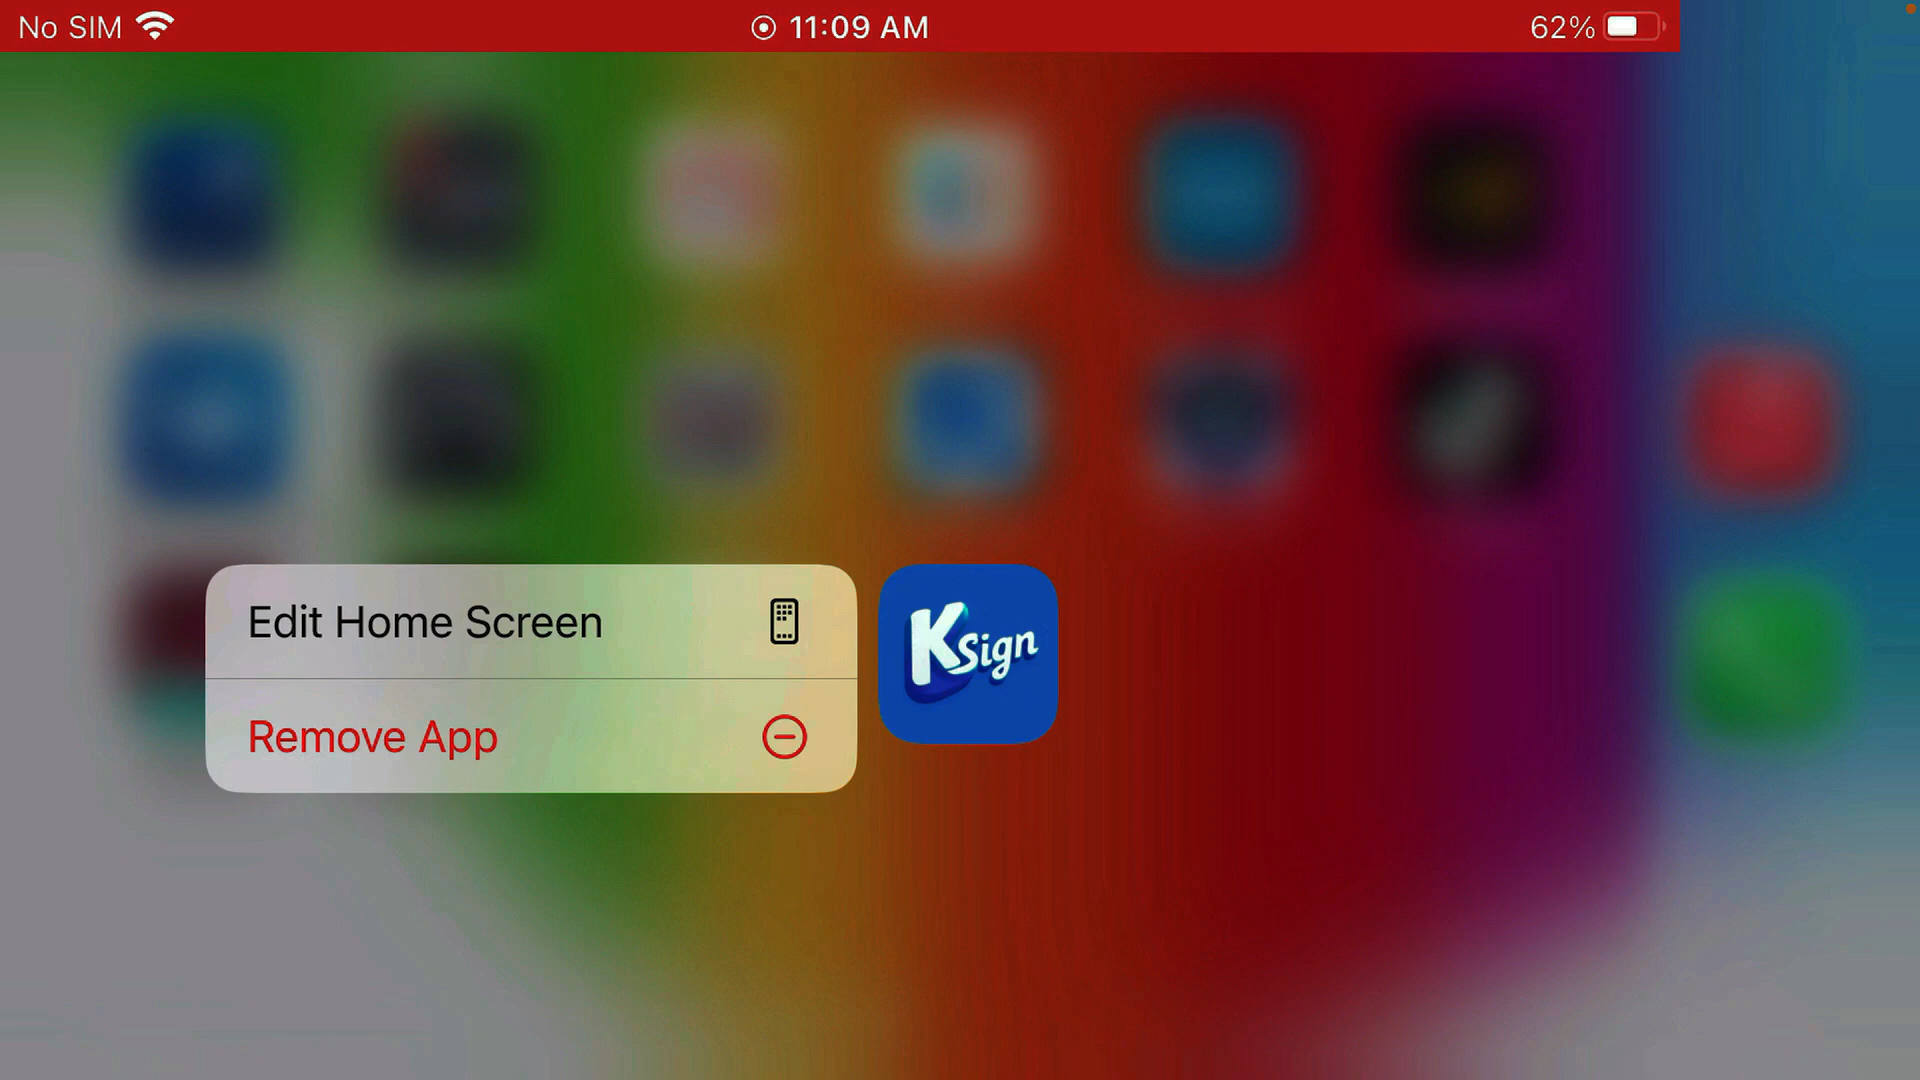 No SIM
11:09 AM
62%
Edit Home Screen
Remove App
KSign